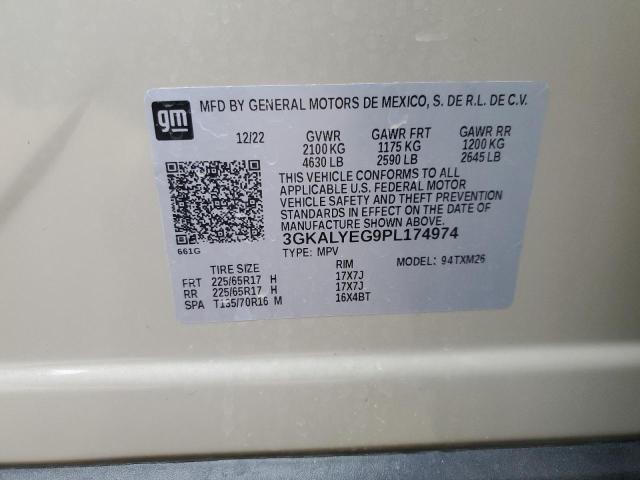 gm
MFD BY GENERAL MOTORS DE MEXICO, S. DE R.L. DE C.V.
12/22 GVWR GAWR FRT GAWR RR
2100 KG 1175 KG 1200 KG
4630 LB 2590 LB 2645 LB
THIS VEHICLE CONFORMS TO ALL
APPLICABLE U.S. FEDERAL MOTOR
VEHICLE SAFETY AND THEFT PREVENTION
STANDARDS IN EFFECT ON THE DATE OF
MANUFACTURE SHOWN ABOVE.
3GKALYEG9PL174974
661G TYPE: MPV MODEL: 94TXM26
TIRE SIZE RIM
FRT 225/65R17 H 17X7J
RR 225/65R17 H 17X7J
SPA T135/70R16 M 16X4BT